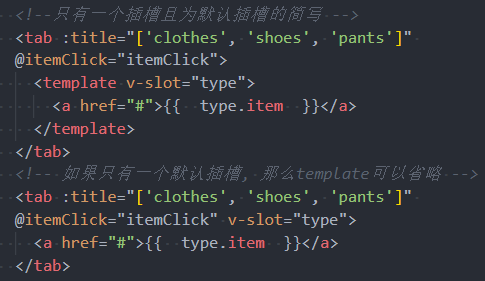 <!--只有一个插槽且为默认插槽的简写 -->
<tab :title="['clothes', 'shoes', 'pants']"
@itemClick="itemClick">
<template v-slot="type">
<a href="#">{{ type.item }}</a>
</template>
</tab>
<!-- 如果只有一个默认插槽, 那么template可以省略 -->
<tab :title="['clothes', 'shoes', 'pants']"
@itemClick="itemClick" v-slot="type">
<a href="#">{{ type.item }}</a>
</tab>